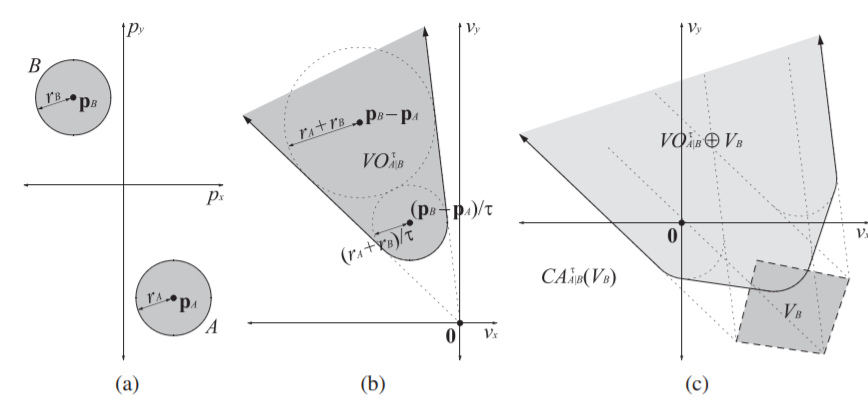 p_y
B
r_B
p_B
p_x
r_A
p_A
A
(a)
v_y
p_B − p_A
r_A + r_B
VO^τ_{A|B}
(p_B − p_A)/τ
(r_A + r_B)/τ
0
v_x
(b)
v_y
VO^τ_{A|B} ⊕ V_B
v_x
0
CA^τ_{A|B}(V_B)
V_B
(c)